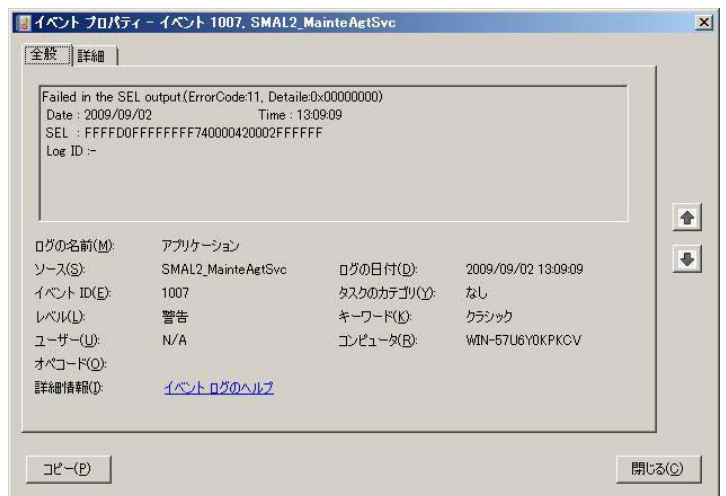 イベント プロパティ - イベント 1007, SMAL2_MainteAgtSvc
全般 詳細
Failed in the SEL output(ErrorCode:11, Detaile:0x00000000)
Date : 2009/09/02 Time : 13:09:09
SEL : FFFFD0FFFFFFFF740000420002FFFFFF
Log ID :-
ログの名前(M): アプリケーション
ソース(S): SMAL2_MainteAgtSvc ログの日付(D): 2009/09/02 13:09:09
イベント ID(E): 1007 タスクのカテゴリ(Y): なし
レベル(L): 警告 キーワード(K): クラシック
ユーザー(U): N/A コンピュータ(R): WIN-57U6Y0KPKCV
オペコード(O):
詳細情報(I): イベント ログのヘルプ
コピー(P) 閉じる(C)